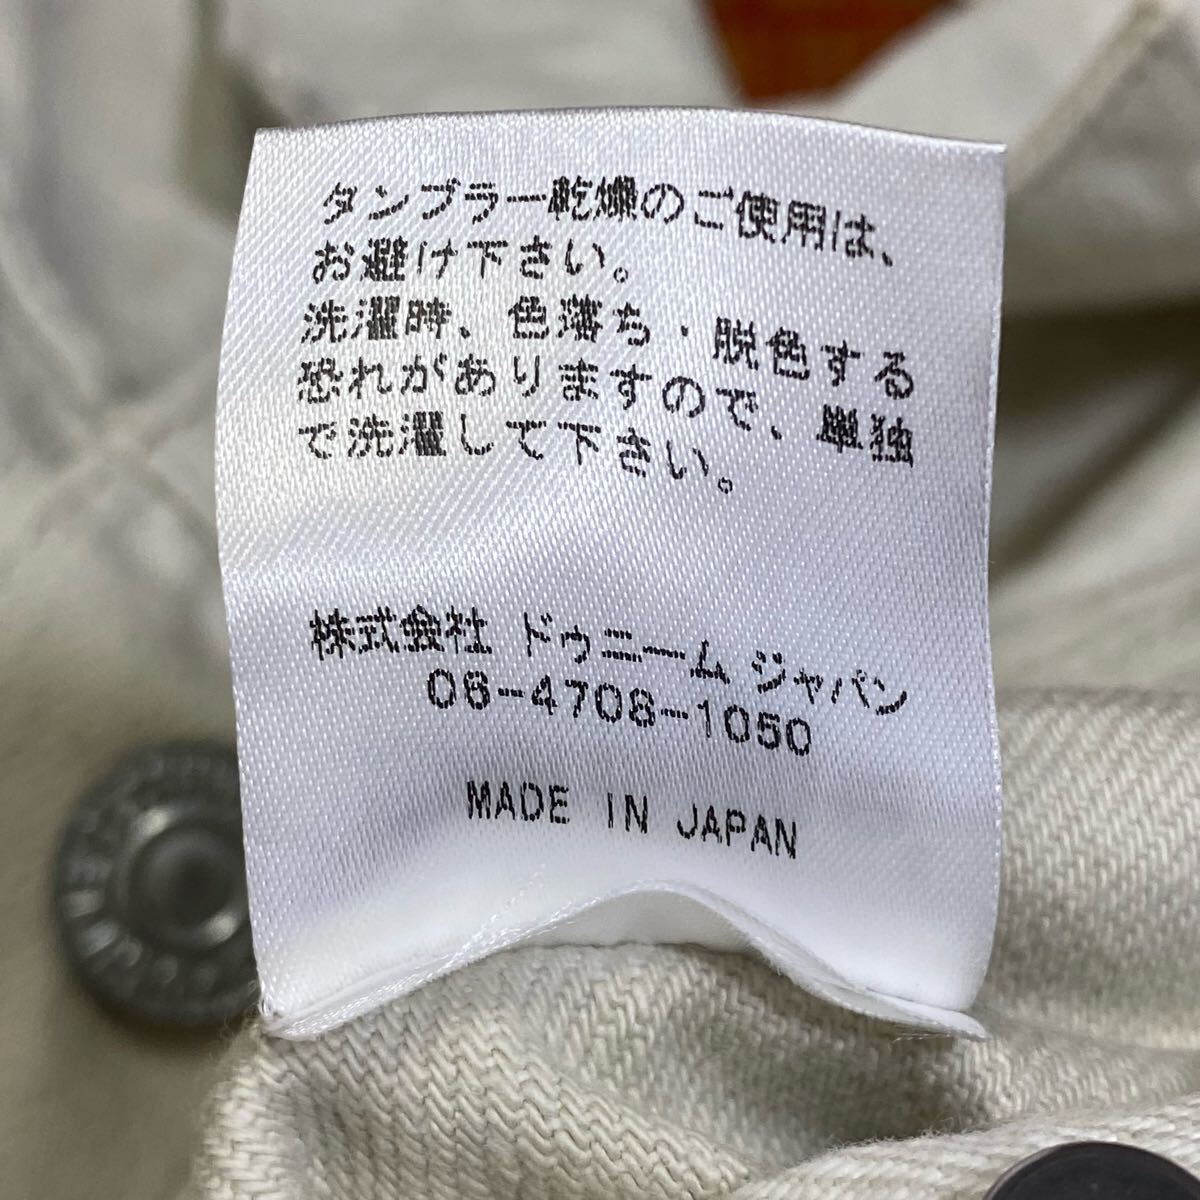 タンブラー乾燥のご使用は、
お避け下さい。
洗濯時、色落ち・脱色する
恐れがありますので、単独
で洗濯して下さい。
株式会社 ドゥニーム ジャパン
06-4708-1050
MADE IN JAPAN